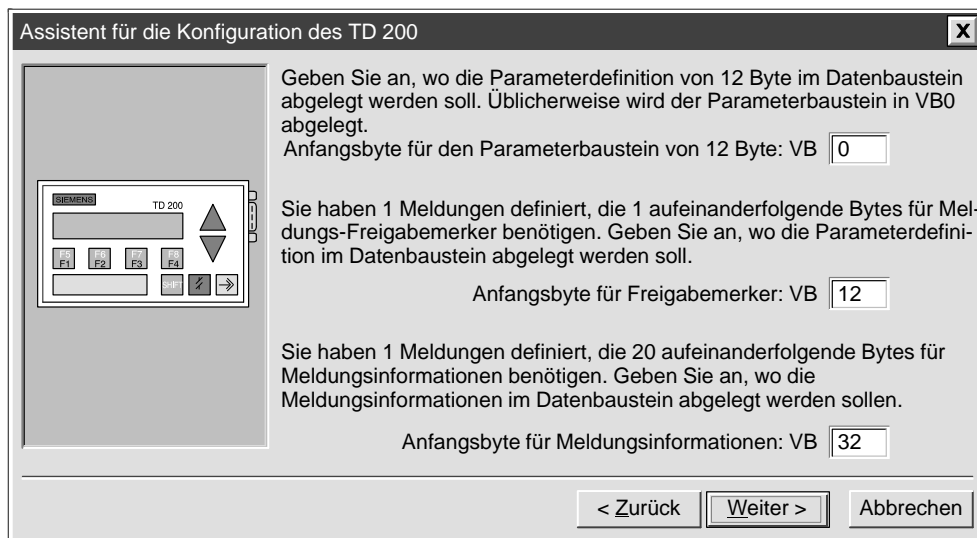 Assistent für die Konfiguration des TD 200
X
Geben Sie an, wo die Parameterdefinition von 12 Byte im Datenbaustein
abgelegt werden soll. Üblicherweise wird der Parameterbaustein in VB0
abgelegt.
Anfangsbyte für den Parameterbaustein von 12 Byte: VB 0
SIEMENS
TD 200
F5 F6 F7 F8
F1 F2 F3 F4
SHIFT
Sie haben 1 Meldungen definiert, die 1 aufeinanderfolgende Bytes für Mel-
dungs-Freigabemerker benötigen. Geben Sie an, wo die Parameterdefini-
tion im Datenbaustein abgelegt werden soll.
Anfangsbyte für Freigabemerker: VB 12
Sie haben 1 Meldungen definiert, die 20 aufeinanderfolgende Bytes für
Meldungsinformationen benötigen. Geben Sie an, wo die
Meldungsinformationen im Datenbaustein abgelegt werden sollen.
Anfangsbyte für Meldungsinformationen: VB 32
< Zurück Weiter > Abbrechen